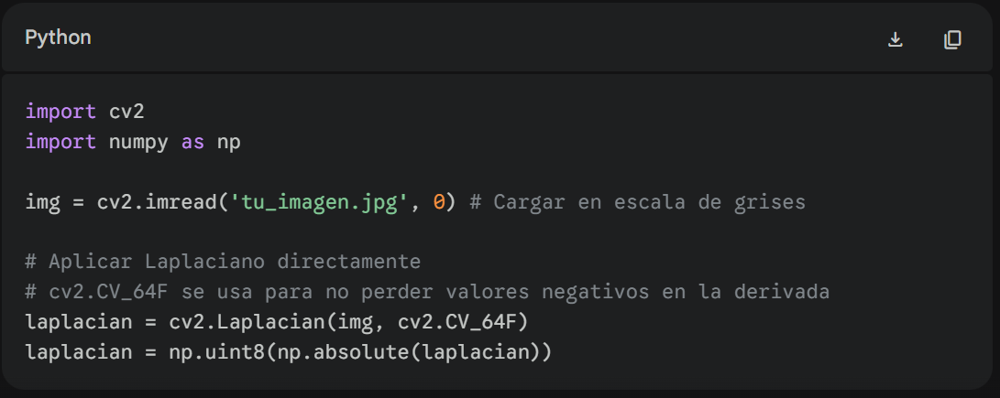 Python
import cv2
import numpy as np
img = cv2.imread('tu_imagen.jpg', 0) # Cargar en escala de grises
# Aplicar Laplaciano directamente
# cv2.CV_64F se usa para no perder valores negativos en la derivada
laplacian = cv2.Laplacian(img, cv2.CV_64F)
laplacian = np.uint8(np.absolute(laplacian))